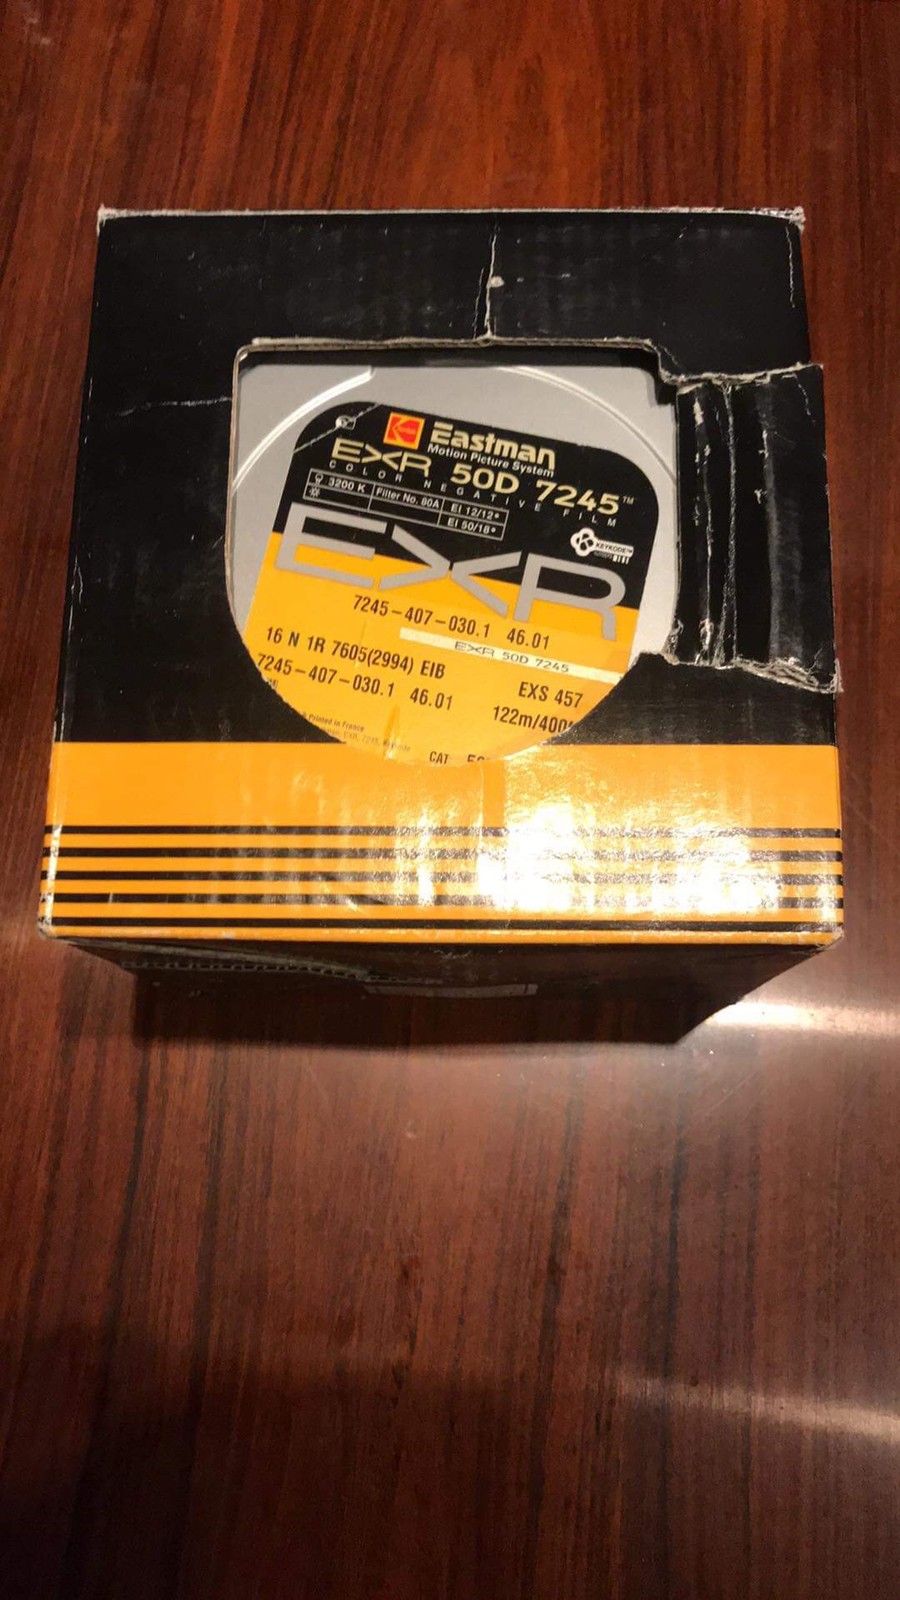 Kodak
Eastman
Motion Picture System
EXR 50D 7245™
COLOR NEGATIVE FILM
3200 K Filter No. 80A EI 12/12°
EI 50/18°
KEYKODE™
EXR
7245-407-030.1 46.01
EXR 50D 7245
16 N 1R 7605(2994) EIB
7245-407-030.1 46.01
EXS 457
122m/400
Printed in France
CAT